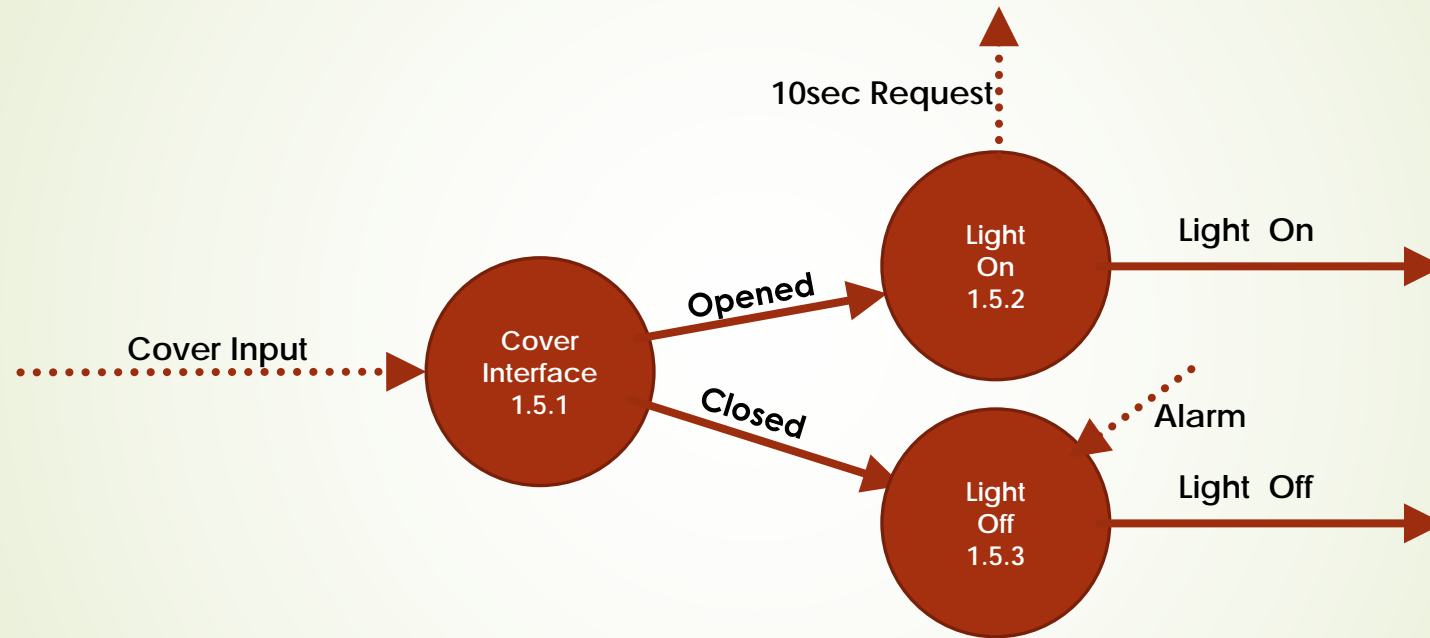 10sec Request
Light
On
1.5.2
Light On
Opened
Cover Input
Cover
Interface
1.5.1
Closed
Alarm
Light
Off
1.5.3
Light Off